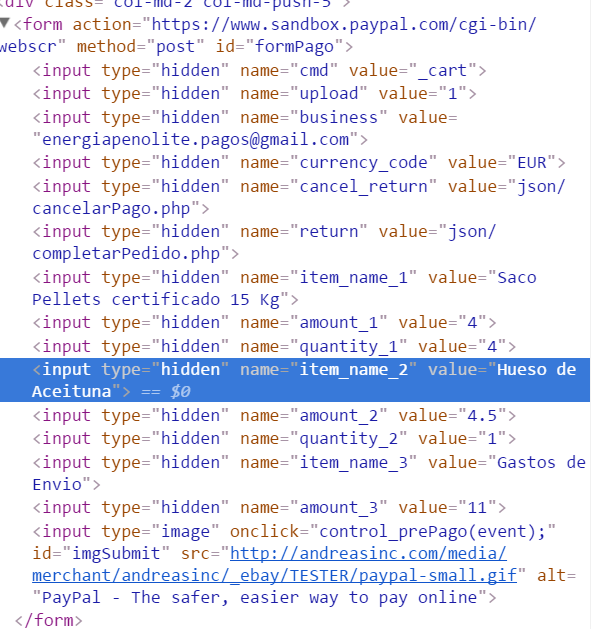 <div class="col-md-2 col-md-push-5">
▼<form action="https://www.sandbox.paypal.com/cgi-bin/
webscr" method="post" id="formPago">
<input type="hidden" name="cmd" value="_cart">
<input type="hidden" name="upload" value="1">
<input type="hidden" name="business" value=
"energiapenolite.pagos@gmail.com">
<input type="hidden" name="currency_code" value="EUR">
<input type="hidden" name="cancel_return" value="json/
cancelarPago.php">
<input type="hidden" name="return" value="json/
completarPedido.php">
<input type="hidden" name="item_name_1" value="Saco
Pellets certificado 15 Kg">
<input type="hidden" name="amount_1" value="4">
<input type="hidden" name="quantity_1" value="4">
<input type="hidden" name="item_name_2" value="Hueso de
Aceituna"> == $0
<input type="hidden" name="amount_2" value="4.5">
<input type="hidden" name="quantity_2" value="1">
<input type="hidden" name="item_name_3" value="Gastos de
Envio">
<input type="hidden" name="amount_3" value="11">
<input type="image" onclick="control_prePago(event);"
id="imgSubmit" src="http://andreasinc.com/media/
merchant/andreasinc/_ebay/TESTER/paypal-small.gif" alt=
"PayPal - The safer, easier way to pay online">
</form>